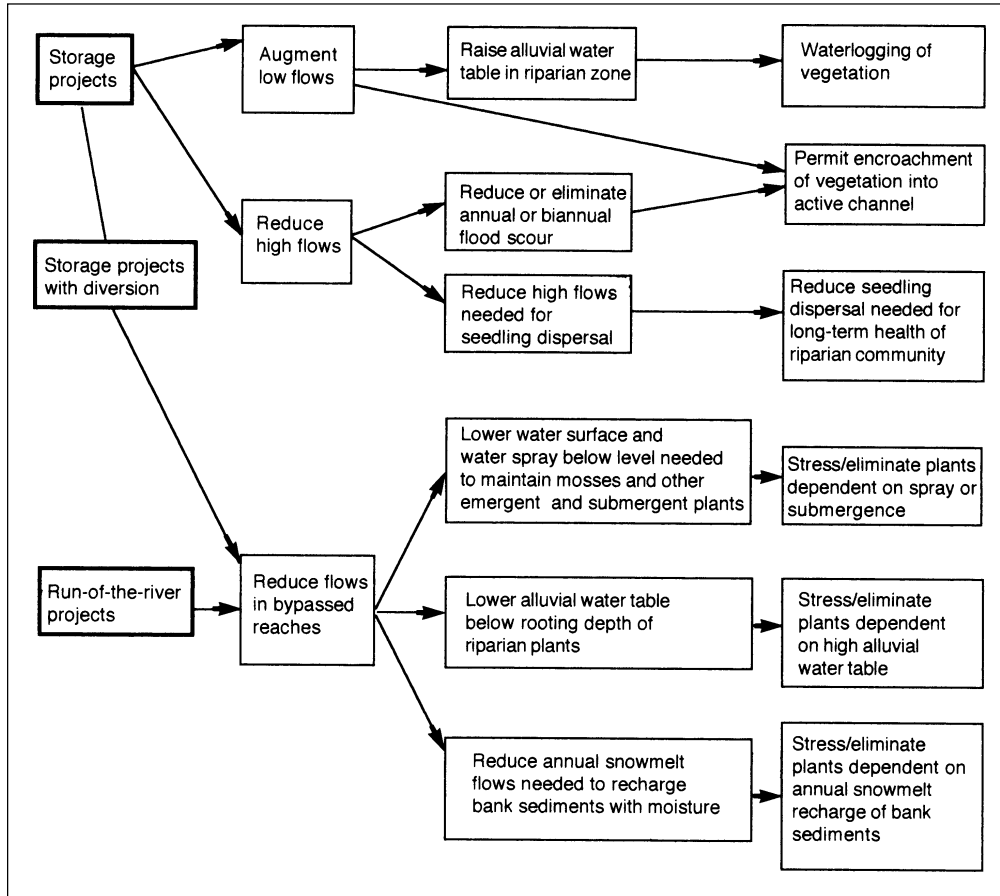 Storage
projects
Augment
low flows
Raise alluvial water
table in riparian zone
Waterlogging of
vegetation
Permit encroachment
of vegetation into
active channel
Reduce
high flows
Reduce or eliminate
annual or biannual
flood scour
Storage projects
with diversion
Reduce high flows
needed for
seedling dispersal
Reduce seedling
dispersal needed for
long-term health of
riparian community
Lower water surface and
water spray below level needed
to maintain mosses and other
emergent and submergent plants
Stress/eliminate plants
dependent on spray or
submergence
Run-of-the-river
projects
Reduce flows
in bypassed
reaches
Lower alluvial water table
below rooting depth of
riparian plants
Stress/eliminate
plants dependent
on high alluvial
water table
Reduce annual snowmelt
flows needed to recharge
bank sediments with moisture
Stress/eliminate
plants dependent on
annual snowmelt
recharge of bank
sediments